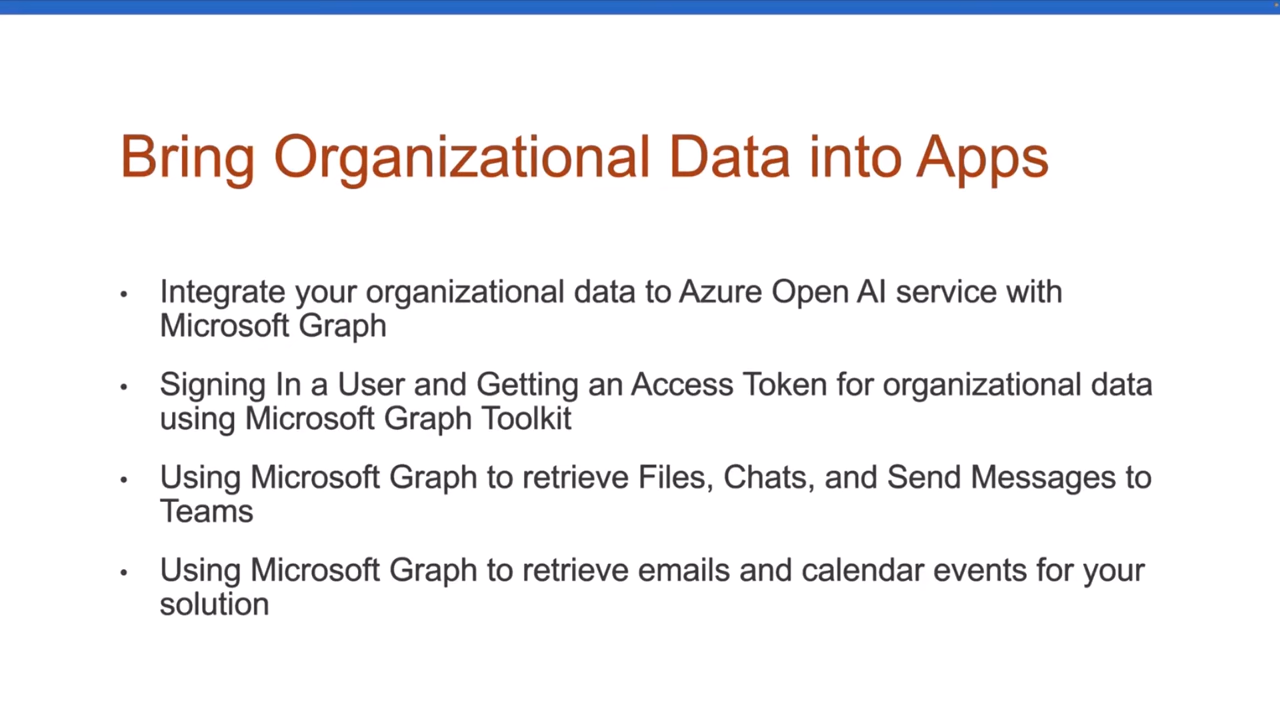 Bring Organizational Data into Apps
• Integrate your organizational data to Azure Open AI service with
Microsoft Graph
• Signing In a User and Getting an Access Token for organizational data
using Microsoft Graph Toolkit
• Using Microsoft Graph to retrieve Files, Chats, and Send Messages to
Teams
• Using Microsoft Graph to retrieve emails and calendar events for your
solution